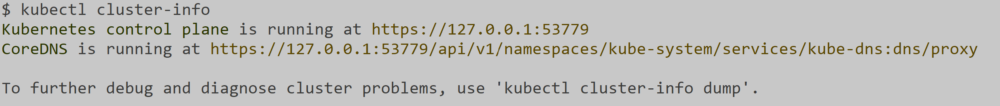 $ kubectl cluster-info
Kubernetes control plane is running at https://127.0.0.1:53779
CoreDNS is running at https://127.0.0.1:53779/api/v1/namespaces/kube-system/services/kube-dns:dns/proxy
To further debug and diagnose cluster problems, use 'kubectl cluster-info dump'.